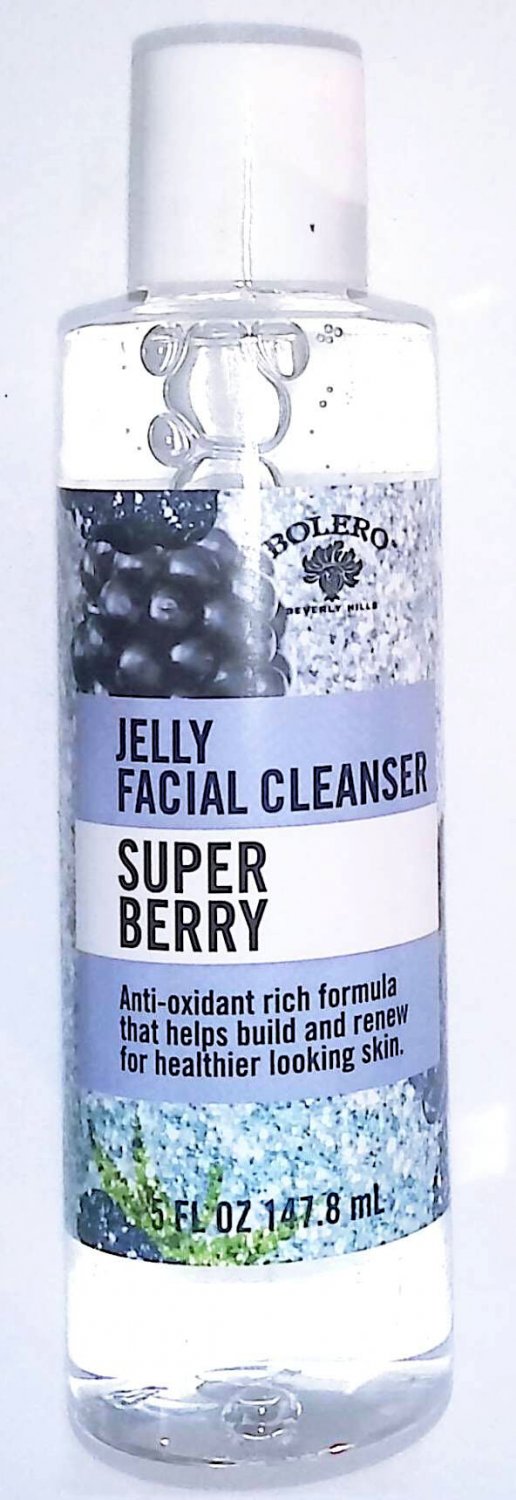 BOLERO
BEVERLY HILLS
JELLY
FACIAL CLEANSER
SUPER
BERRY
Anti-oxidant rich formula
that helps build and renew
for healthier looking skin.
5 FL OZ 147.8 mL